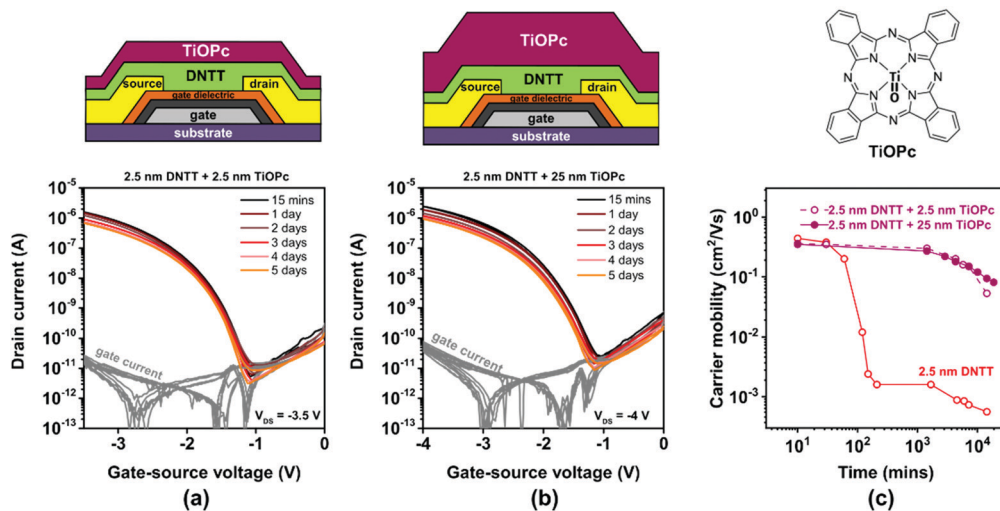 TiOPc
DNTT
source
drain
gate dielectric
gate
substrate
TiOPc
DNTT
source
drain
gate dielectric
gate
substrate
N
N
N
N
Ti
N
N
O
N
N
TiOPc
2.5 nm DNTT + 2.5 nm TiOPc
Drain current (A)
10-5
10-6
10-7
10-8
10-9
10-10
10-11
10-12
10-13
15 mins
1 day
2 days
3 days
4 days
5 days
gate current
VDS = -3.5 V
-3
-2
-1
0
Gate-source voltage (V)
(a)
2.5 nm DNTT + 25 nm TiOPc
Drain current (A)
10-5
10-6
10-7
10-8
10-9
10-10
10-11
10-12
10-13
15 mins
1 day
2 days
3 days
4 days
5 days
gate current
VDS = -4 V
-4
-3
-2
-1
0
Gate-source voltage (V)
(b)
Carrier mobility (cm2/Vs)
100
10-1
10-2
10-3
2.5 nm DNTT + 2.5 nm TiOPc
2.5 nm DNTT + 25 nm TiOPc
2.5 nm DNTT
101
102
103
104
Time (mins)
(c)